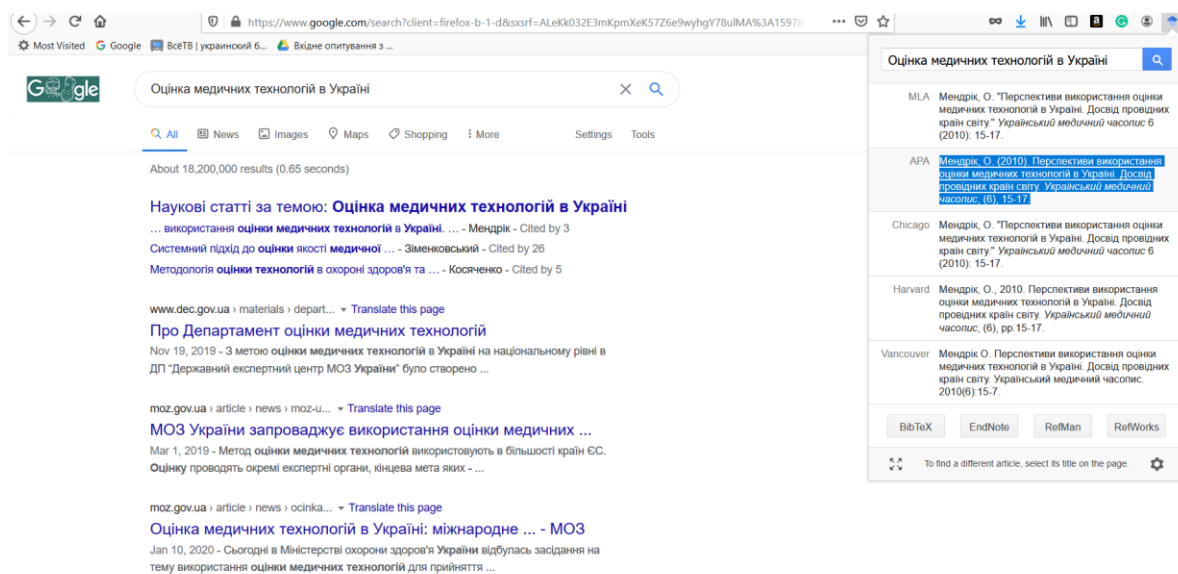 https://www.google.com/search?client=firefox-b-1-d&sxsrf=ALeKk032E3mKpmXeK57Z6e9wyhgY78ulMA%3A15978
Most Visited Google ВсеТВ | украинский б... Вхідне опитування з ...
Google
Оцінка медичних технологій в Україні
All News Images Maps Shopping More Settings Tools
About 18,200,000 results (0.65 seconds)
Наукові статті за темою: Оцінка медичних технологій в Україні
... використання оцінки медичних технологій в Україні. ... - Мендрік - Cited by 3
Системний підхід до оцінки якості медичної ... - Зіменковський - Cited by 26
Методологія оцінки технологій в охороні здоров'я та ... - Косяченко - Cited by 5
www.dec.gov.ua › materials › depart... Translate this page
Про Департамент оцінки медичних технологій
Nov 19, 2019 - З метою оцінки медичних технологій в Україні на національному рівні в
ДП "Державний експертний центр МОЗ України" було створено ...
moz.gov.ua › article › news › moz-u... Translate this page
МОЗ України запроваджує використання оцінки медичних ...
Mar 1, 2019 - Метод оцінки медичних технологій використовують в більшості країн ЄС.
Оцінку проводять окремі експертні органи, кінцева мета яких - ...
moz.gov.ua › article › news › ocinka... Translate this page
Оцінка медичних технологій в Україні: міжнародне ... - МОЗ
Jan 10, 2020 - Сьогодні в Міністерстві охорони здоров'я України відбулась засідання на
тему використання оцінки медичних технологій для прийняття ...
Оцінка медичних технологій в Україні
MLA Мендрік, О. "Перспективи використання оцінки
медичних технологій в Україні. Досвід провідних
країн світу." Український медичний часопис 6
(2010): 15-17.
APA Мендрік, О. (2010). Перспективи використання
оцінки медичних технологій в Україні. Досвід
провідних країн світу. Український медичний
часопис, (6), 15-17.
Chicago Мендрік, О. "Перспективи використання оцінки
медичних технологій в Україні. Досвід провідних
країн світу." Український медичний часопис 6
(2010): 15-17.
Harvard Мендрік, О., 2010. Перспективи використання
оцінки медичних технологій в Україні. Досвід
провідних країн світу. Український медичний
часопис, (6), pp.15-17.
Vancouver Мендрік О. Перспективи використання оцінки
медичних технологій в Україні. Досвід провідних
країн світу. Український медичний часопис.
2010(6):15-7.
BibTeX EndNote RefMan RefWorks
To find a different article, select its title on the page.